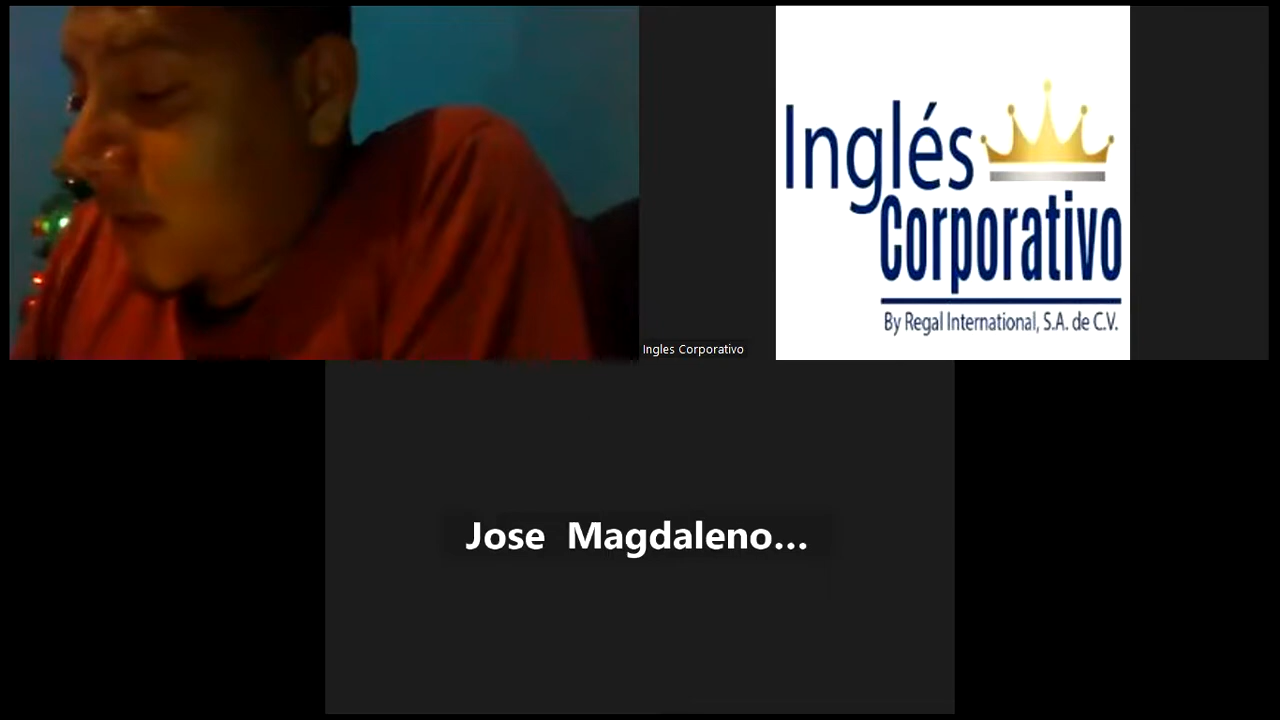 Inglés
Corporativo
By Regal International, S.A. de C.V.
Ingles Corporativo
Jose Magdaleno...